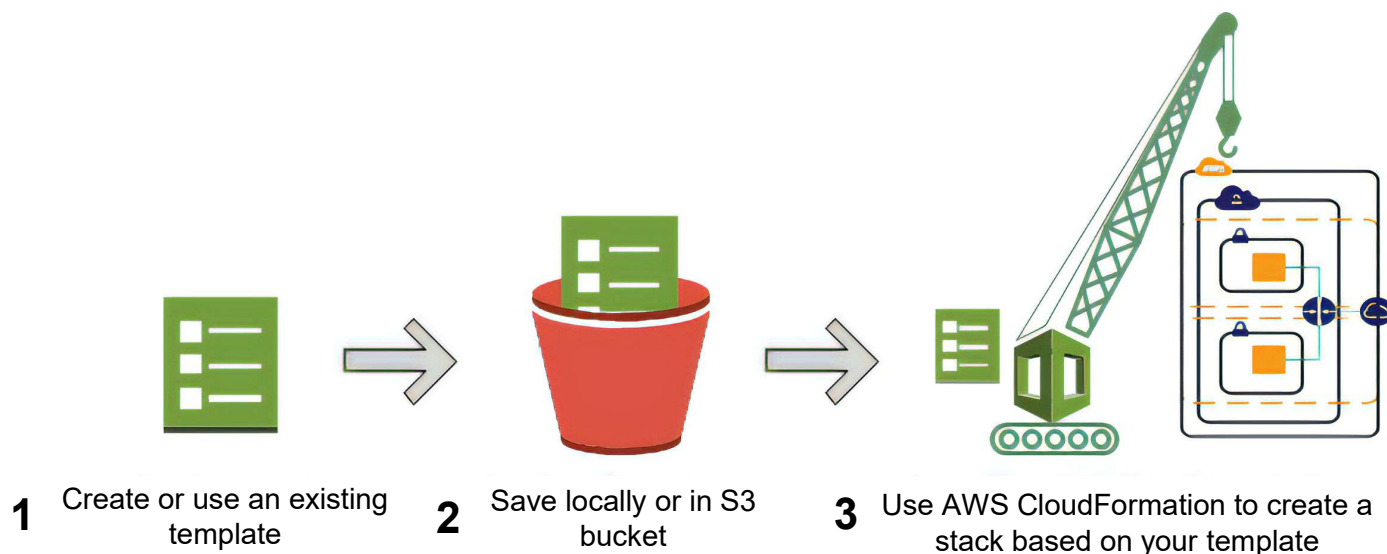 1 Create or use an existing
template
2 Save locally or in S3
bucket
3 Use AWS CloudFormation to create a
stack based on your template